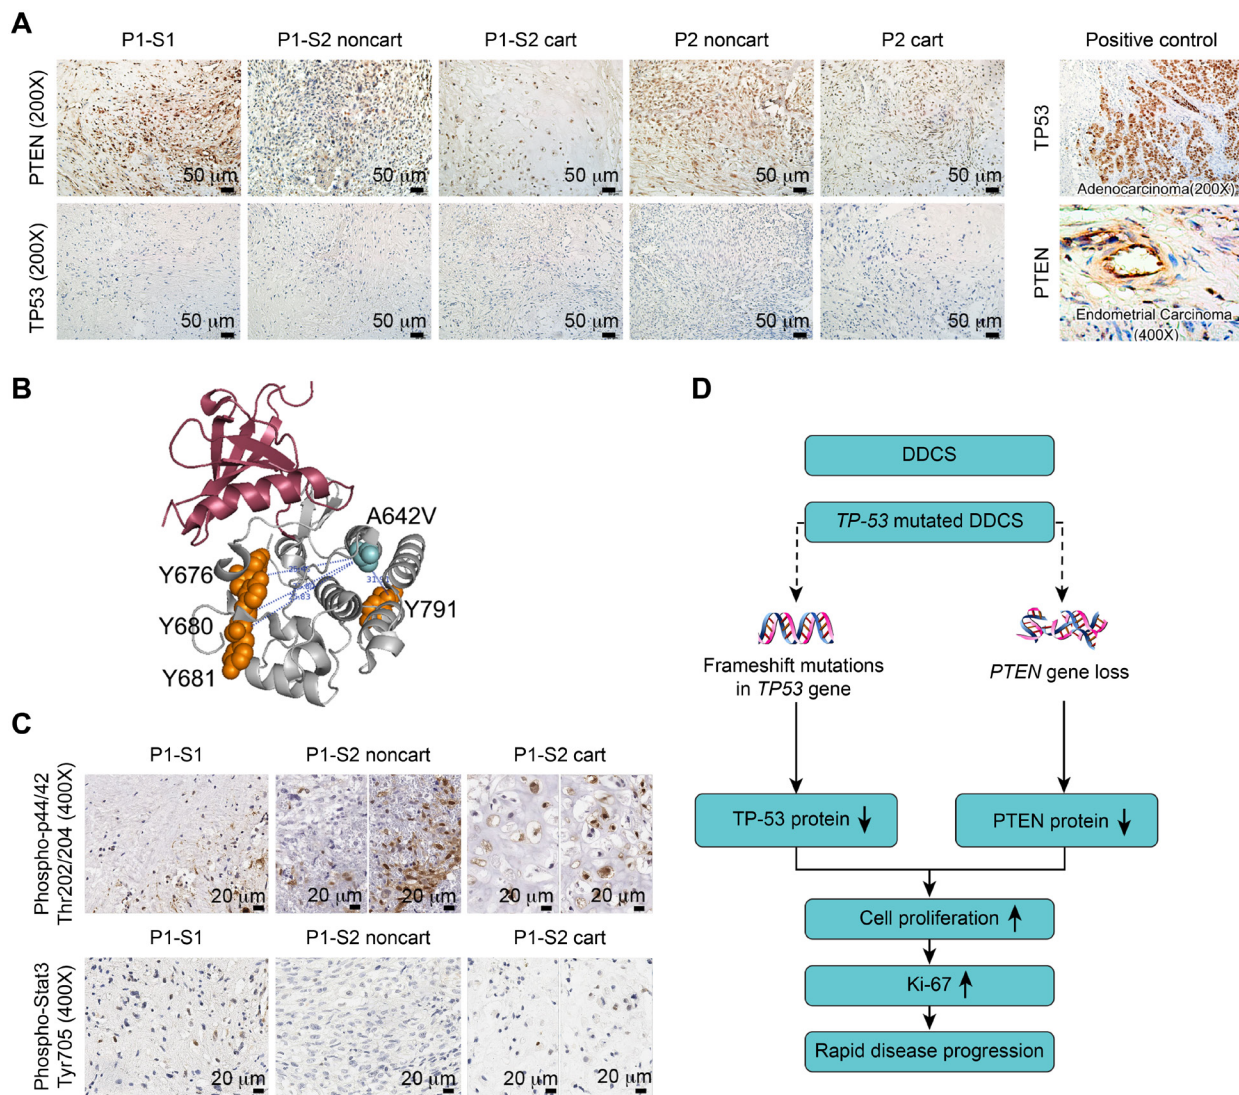 A
P1-S1
P1-S2 noncart
P1-S2 cart
P2 noncart
P2 cart
Positive control
PTEN (200X)
50 μm
50 μm
50 μm
50 μm
50 μm
TP53
Adenocarcinoma(200X)
TP53 (200X)
50 μm
50 μm
50 μm
50 μm
50 μm
PTEN
Endometrial Carcinoma
(400X)
B
A642V
Y676
Y680
Y681
Y791
C
P1-S1
P1-S2 noncart
P1-S2 cart
Phospho-p44/42
Thr202/204 (400X)
20 μm
20 μm
20 μm
20 μm
20 μm
P1-S1
P1-S2 noncart
P1-S2 cart
Phospho-Stat3
Tyr705 (400X)
20 μm
20 μm
20 μm
20 μm
D
DDCS
TP-53 mutated DDCS
Frameshift mutations
in TP53 gene
PTEN gene loss
TP-53 protein ↓
PTEN protein ↓
Cell proliferation ↑
Ki-67 ↑
Rapid disease progression